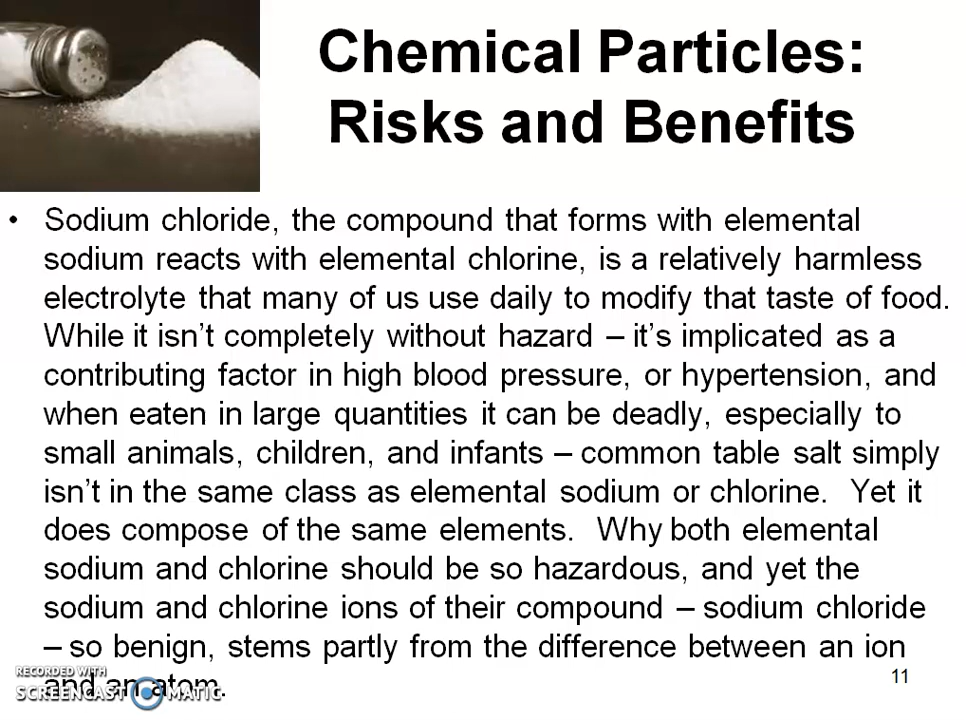 Chemical Particles:
Risks and Benefits
• Sodium chloride, the compound that forms with elemental
sodium reacts with elemental chlorine, is a relatively harmless
electrolyte that many of us use daily to modify that taste of food.
While it isn't completely without hazard – it's implicated as a
contributing factor in high blood pressure, or hypertension, and
when eaten in large quantities it can be deadly, especially to
small animals, children, and infants – common table salt simply
isn't in the same class as elemental sodium or chlorine. Yet it
does compose of the same elements. Why both elemental
sodium and chlorine should be so hazardous, and yet the
sodium and chlorine ions of their compound – sodium chloride
– so benign, stems partly from the difference between an ion
and an atom.
RECORDED WITH
SCREENCAST MATIC
11